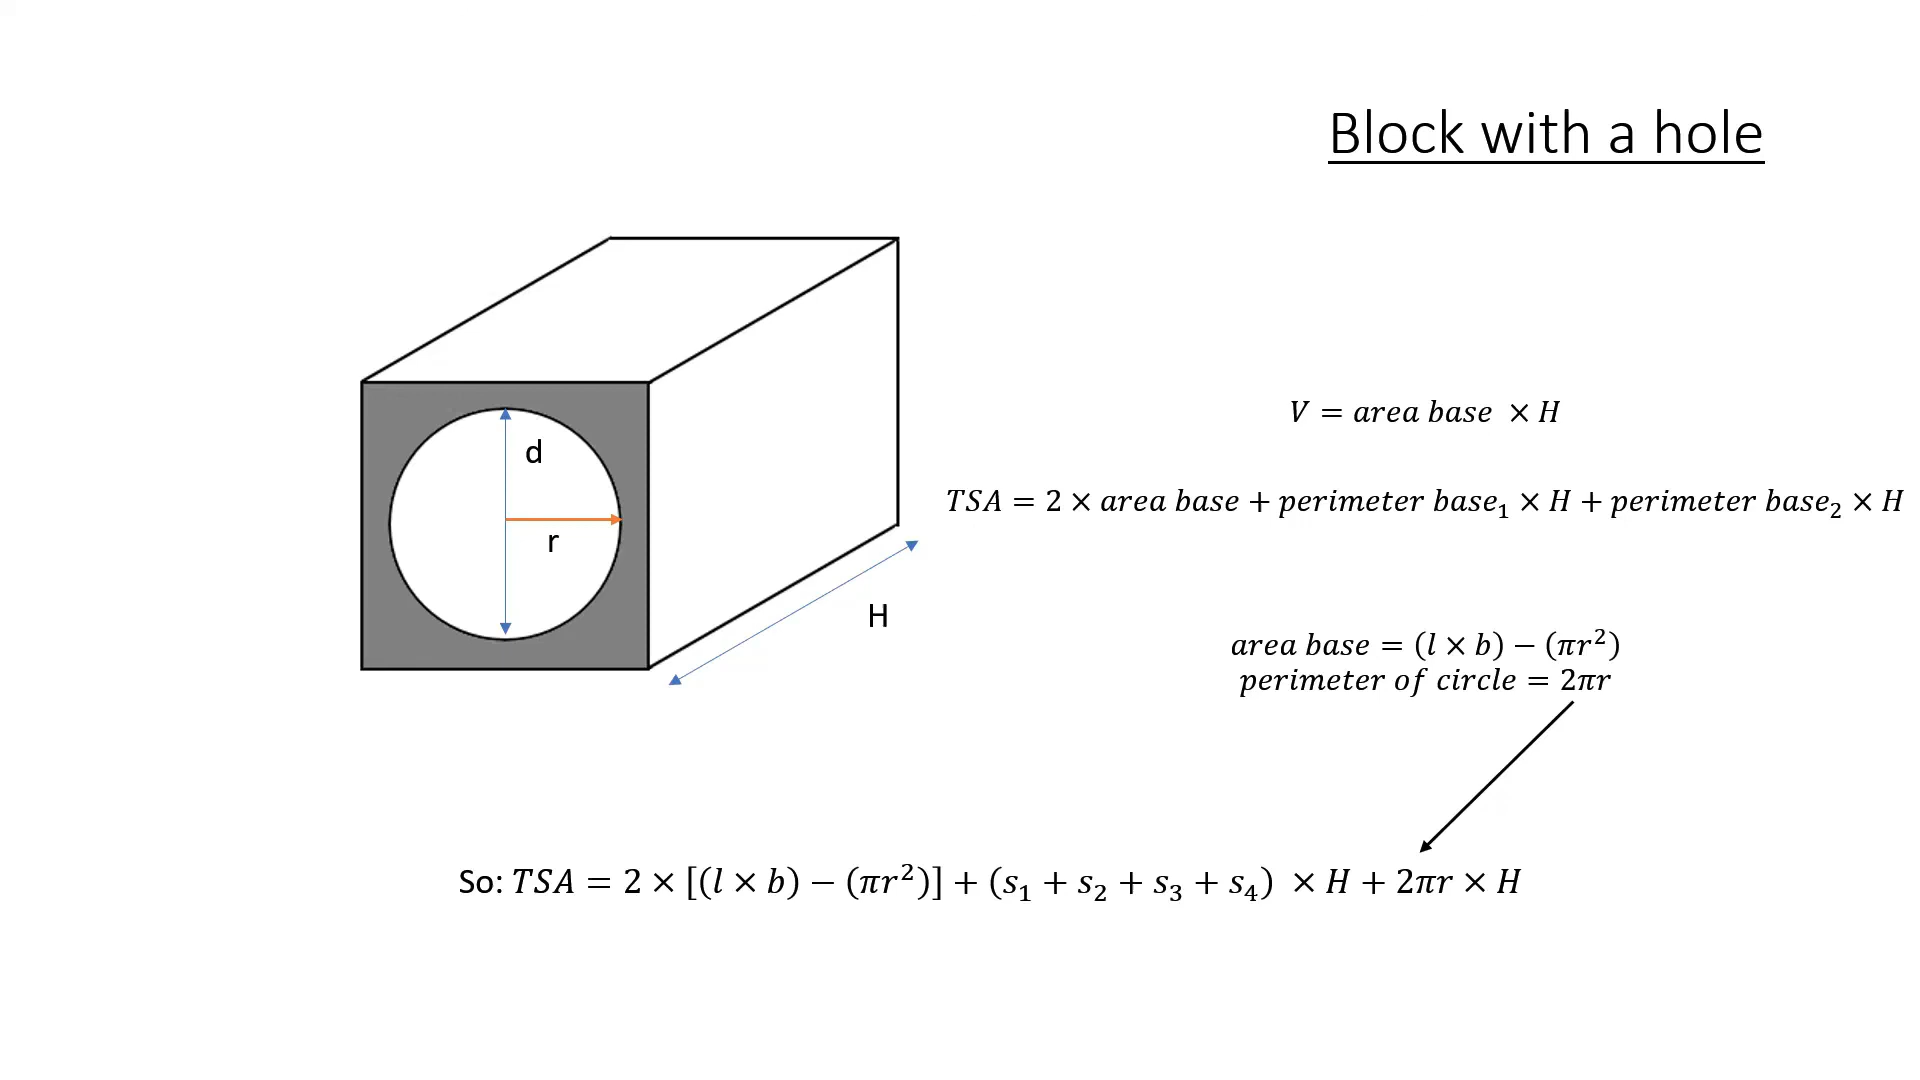 Block with a hole
d
r
H
V = area base × H
TSA = 2 × area base + perimeter base₁ × H + perimeter base₂ × H
area base = (l × b) − (πr²)
perimeter of circle = 2πr
So: TSA = 2 × [(l × b) − (πr²)] + (s₁ + s₂ + s₃ + s₄) × H + 2πr × H